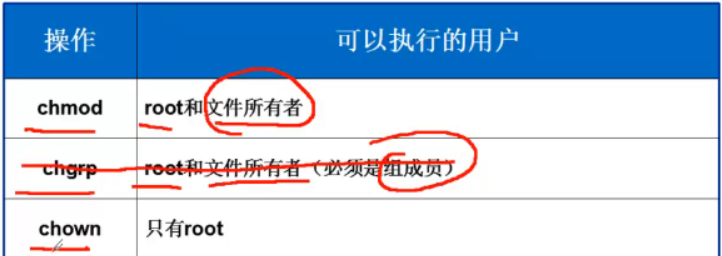 操作 可以执行的用户
chmod root和文件所有者
chgrp root和文件所有者（必须是组成员）
chown 只有root